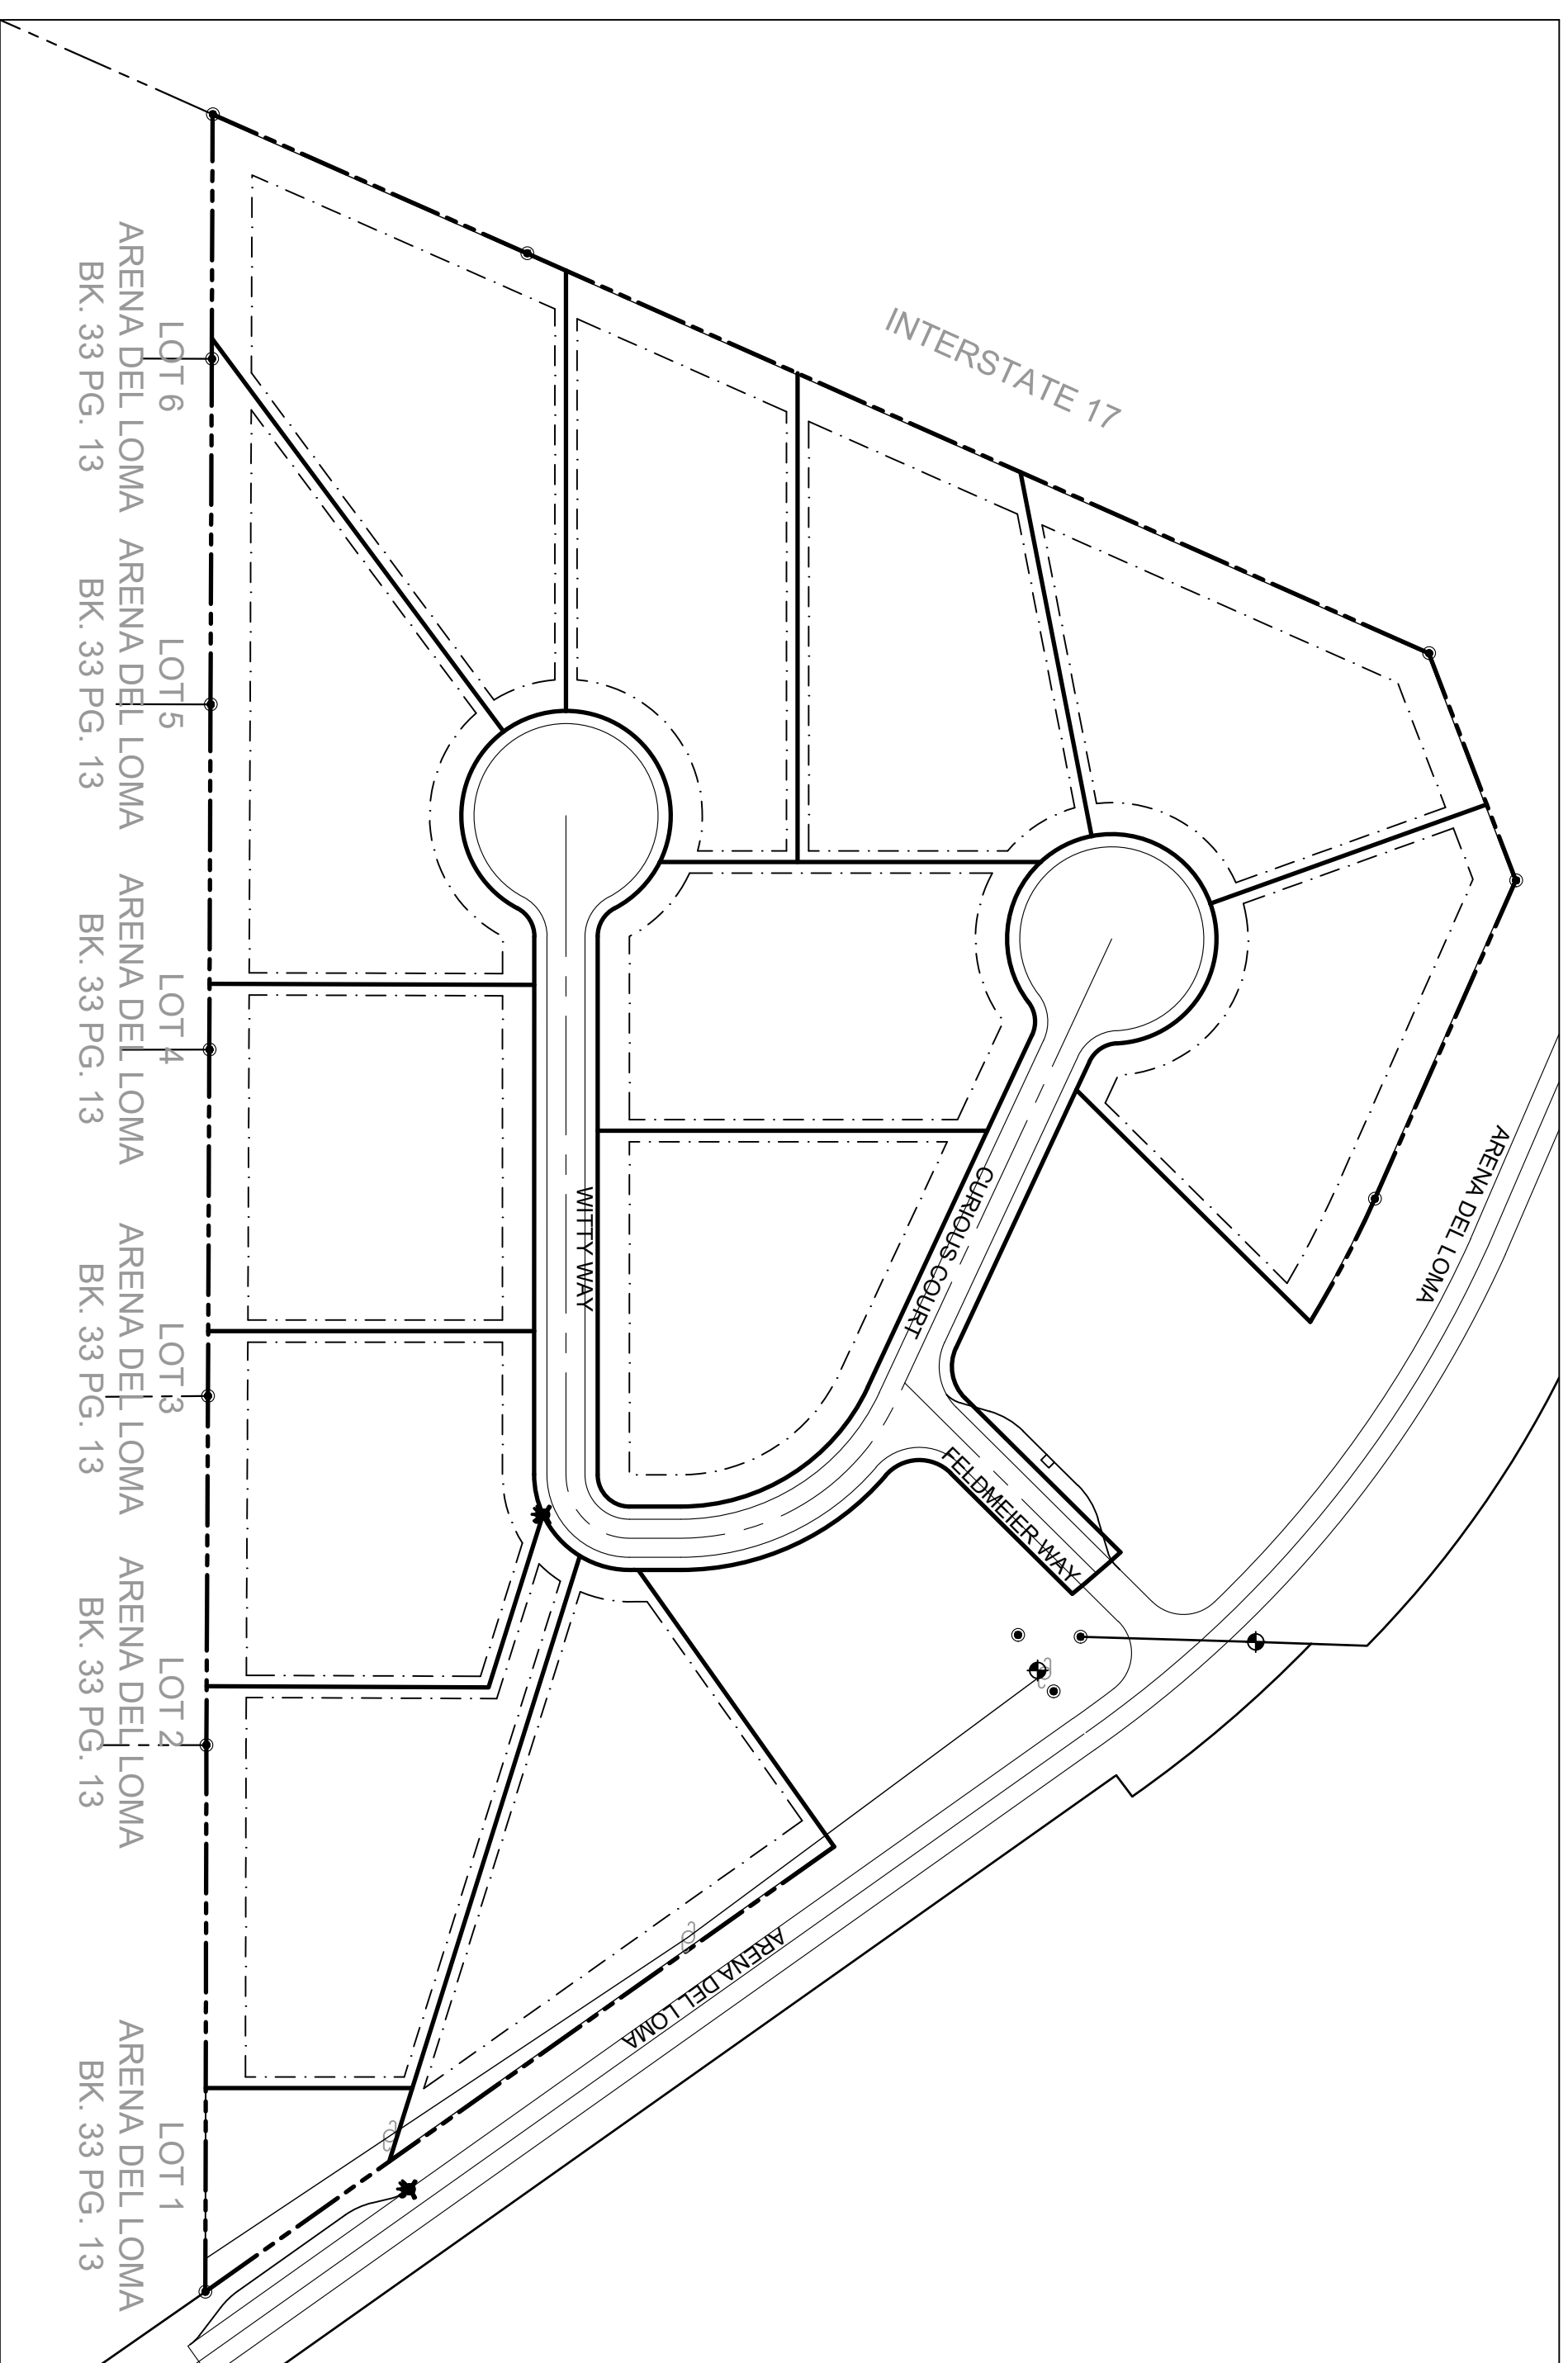 INTERSTATE 17
LOT 6
ARENA DEL LOMA
BK. 33 PG. 13
LOT 5
ARENA DEL LOMA
BK. 33 PG. 13
LOT 4
ARENA DEL LOMA
BK. 33 PG. 13
LOT 3
ARENA DEL LOMA
BK. 33 PG. 13
LOT 2
ARENA DEL LOMA
BK. 33 PG. 13
LOT 1
ARENA DEL LOMA
BK. 33 PG. 13
WITTY WAY
CURIOUS COURT
FELDMEIER WAY
ARENA DEL LOMA
ARENA DEL LOMA